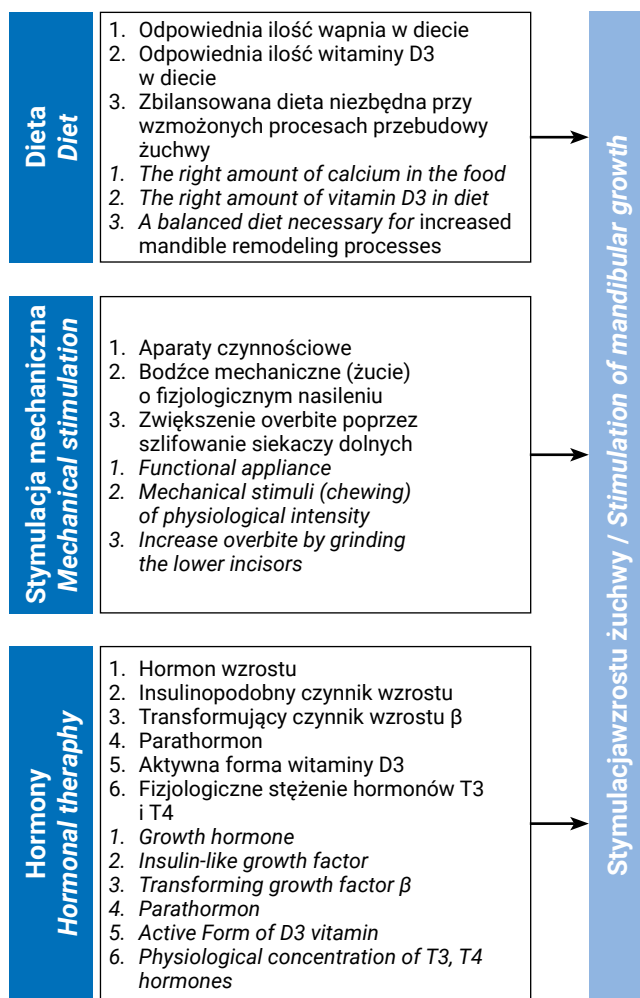 Dieta
Diet
1. Odpowiednia ilość wapnia w diecie
2. Odpowiednia ilość witaminy D3
w diecie
3. Zbilansowana dieta niezbędna przy
wzmożonych procesach przebudowy
żuchwy
1. The right amount of calcium in the food
2. The right amount of vitamin D3 in diet
3. A balanced diet necessary for increased
mandible remodeling processes
Stymulacja mechaniczna
Mechanical stimulation
1. Aparaty czynnościowe
2. Bodźce mechaniczne (żucie)
o fizjologicznym nasileniu
3. Zwiększenie overbite poprzez
szlifowanie siekaczy dolnych
1. Functional appliance
2. Mechanical stimuli (chewing)
of physiological intensity
3. Increase overbite by grinding
the lower incisors
Hormony
Hormonal theraphy
1. Hormon wzrostu
2. Insulinopodobny czynnik wzrostu
3. Transformujący czynnik wzrostu β
4. Parathormon
5. Aktywna forma witaminy D3
6. Fizjologiczne stężenie hormonów T3
i T4
1. Growth hormone
2. Insulin-like growth factor
3. Transforming growth factor β
4. Parathormon
5. Active Form of D3 vitamin
6. Physiological concentration of T3, T4
hormones
Stymulacjawzrostu żuchwy / Stimulation of mandibular growth